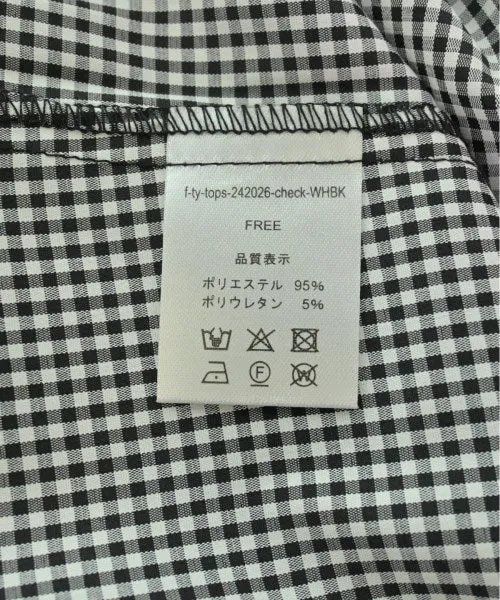 f-ty-tops-242026-check-WHBK
FREE
品質表示
ポリエステル 95%
ポリウレタン 5%
F
W